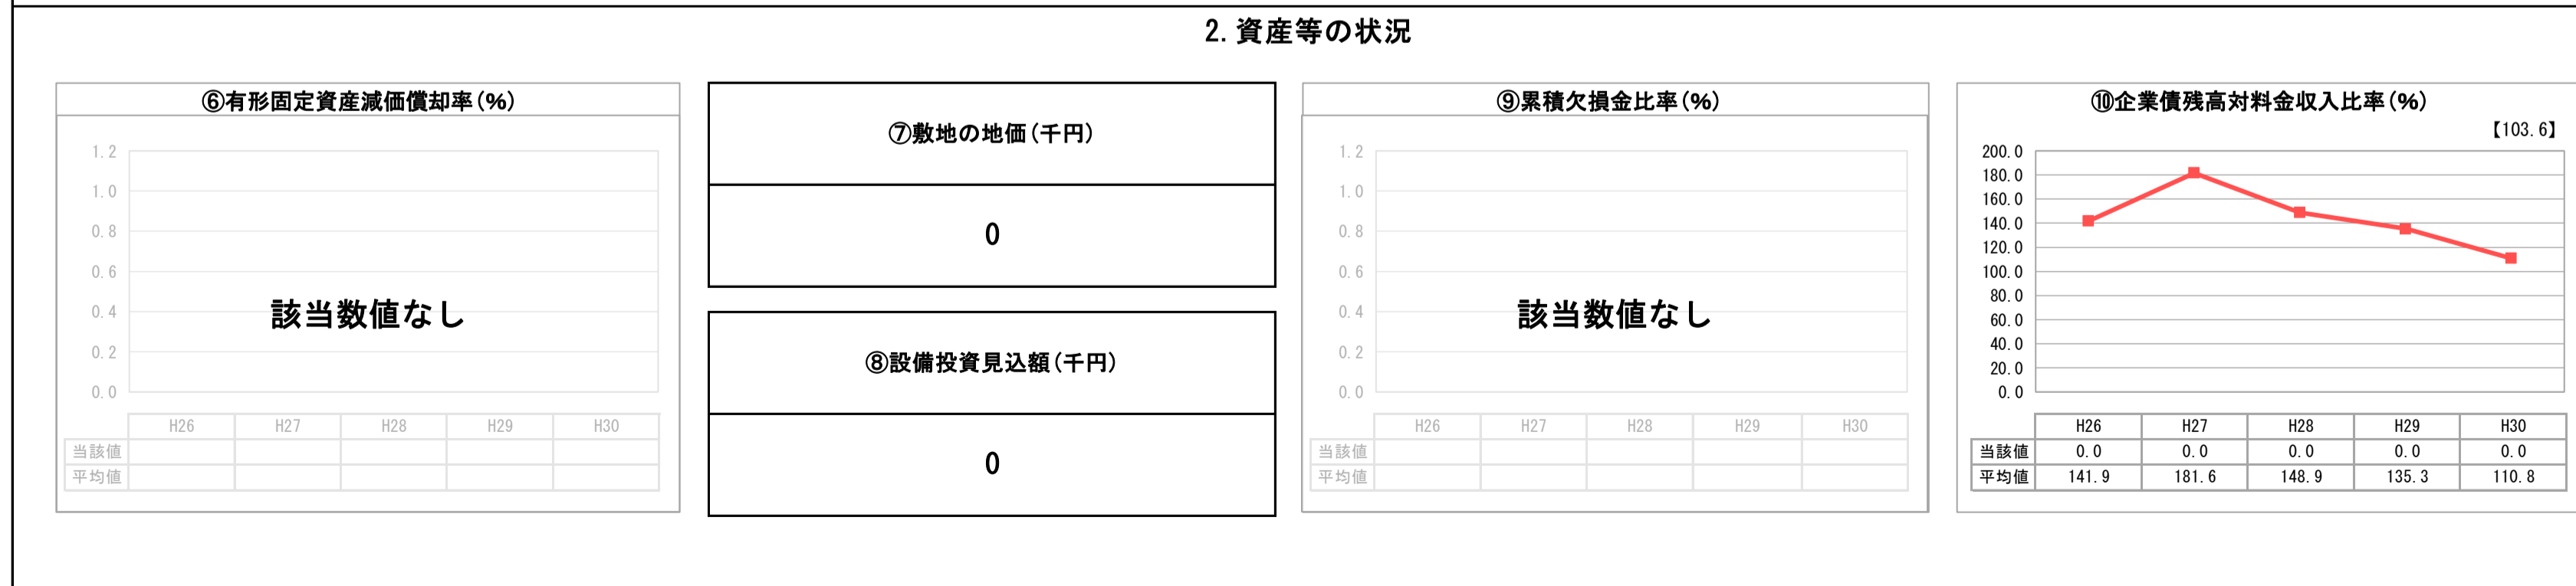 2. 資産等の状況
⑥有形固定資産減価償却率(%)
1.2
1.0
0.8
0.6
0.4
0.2
0.0
該当数値なし
H26 H27 H28 H29 H30
当該値
平均値
⑦敷地の地価(千円)
0
⑧設備投資見込額(千円)
0
⑨累積欠損金比率(%)
1.2
1.0
0.8
0.6
0.4
0.2
0.0
該当数値なし
H26 H27 H28 H29 H30
当該値
平均値
⑩企業債残高対料金収入比率(%)
【103.6】
200.0
180.0
160.0
140.0
120.0
100.0
80.0
60.0
40.0
20.0
0.0
H26 H27 H28 H29 H30
当該値 0.0 0.0 0.0 0.0 0.0
平均値 141.9 181.6 148.9 135.3 110.8